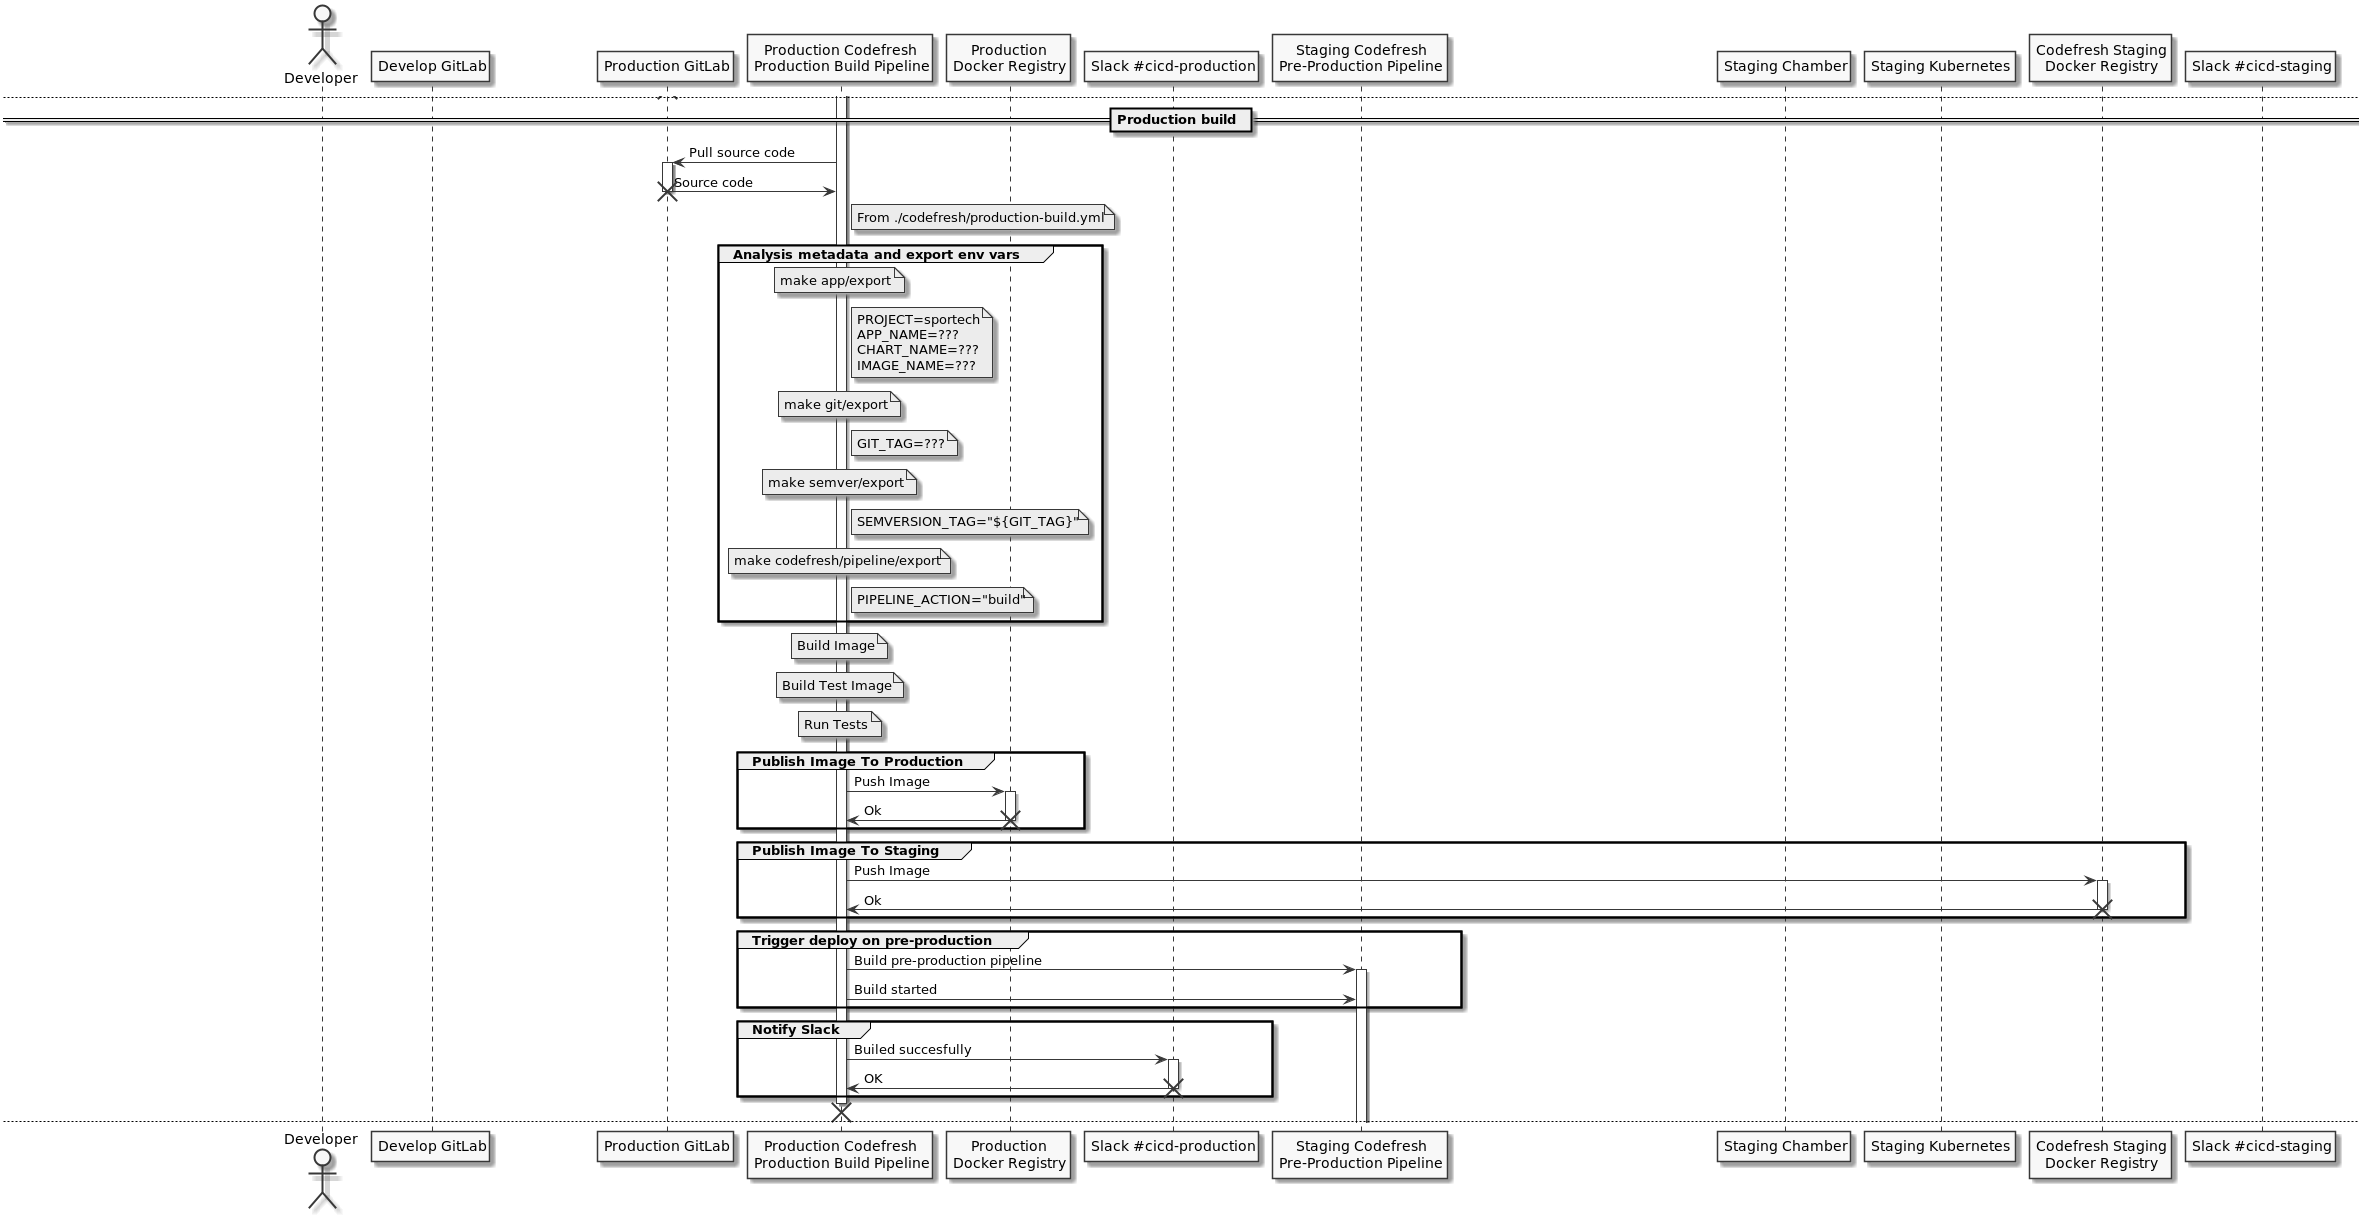 Developer
Develop GitLab
Production GitLab
Production Codefresh
Production Build Pipeline
Production
Docker Registry
Slack #cicd-production
Staging Codefresh
Pre-Production Pipeline
Staging Chamber
Staging Kubernetes
Codefresh Staging
Docker Registry
Slack #cicd-staging
Production build
Pull source code
Source code
From ./codefresh/production-build.yml
Analysis metadata and export env vars
make app/export
PROJECT=sportech
APP_NAME=???
CHART_NAME=???
IMAGE_NAME=???
make git/export
GIT_TAG=???
make semver/export
SEMVERSION_TAG="${GIT_TAG}"
make codefresh/pipeline/export
PIPELINE_ACTION="build"
Build Image
Build Test Image
Run Tests
Publish Image To Production
Push Image
Ok
Publish Image To Staging
Push Image
Ok
Trigger deploy on pre-production
Build pre-production pipeline
Build started
Notify Slack
Builed succesfully
OK
Developer
Develop GitLab
Production GitLab
Production Codefresh
Production Build Pipeline
Production
Docker Registry
Slack #cicd-production
Staging Codefresh
Pre-Production Pipeline
Staging Chamber
Staging Kubernetes
Codefresh Staging
Docker Registry
Slack #cicd-staging